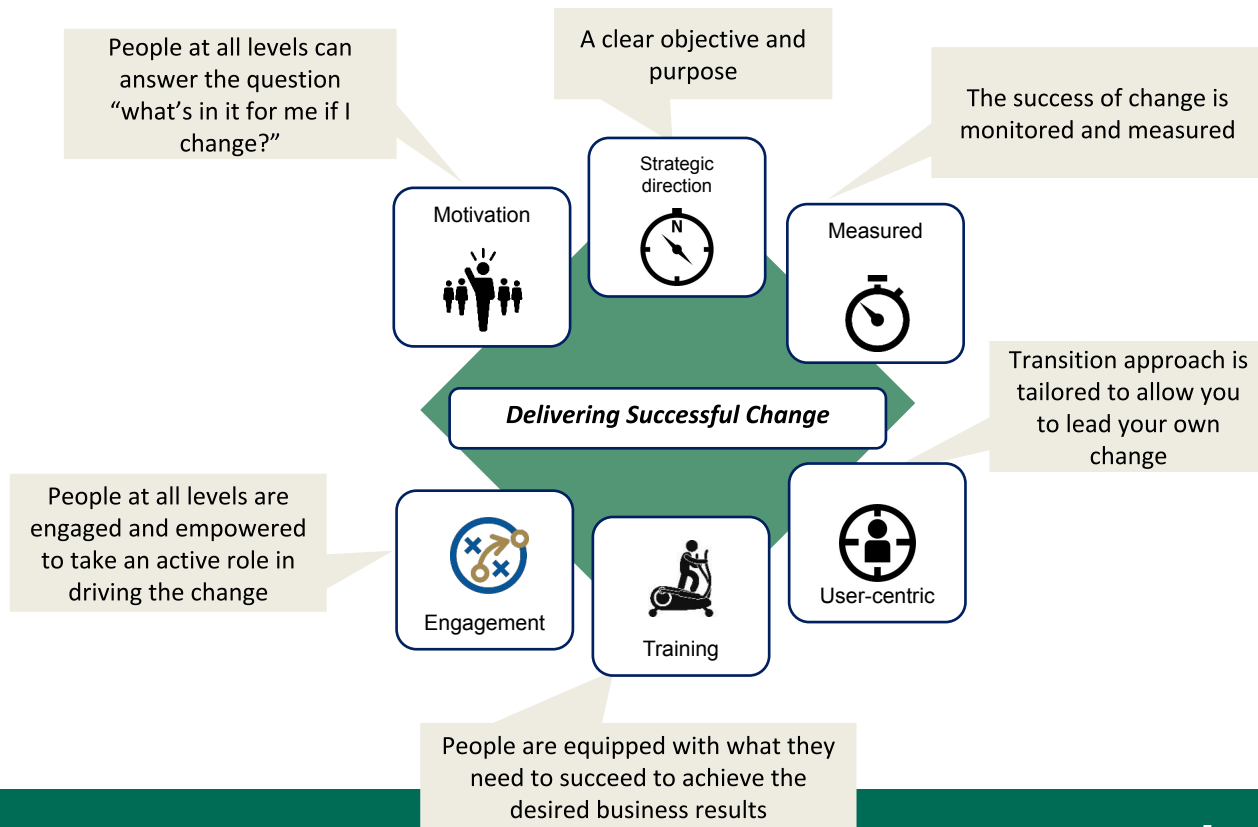 People at all levels can
answer the question
“what’s in it for me if I
change?”
A clear objective and
purpose
The success of change is
monitored and measured
Strategic
direction
N
Motivation
Measured
Transition approach is
tailored to allow you
to lead your own
change
Delivering Successful Change
People at all levels are
engaged and empowered
to take an active role in
driving the change
Engagement
Training
User-centric
People are equipped with what they
need to succeed to achieve the
desired business results